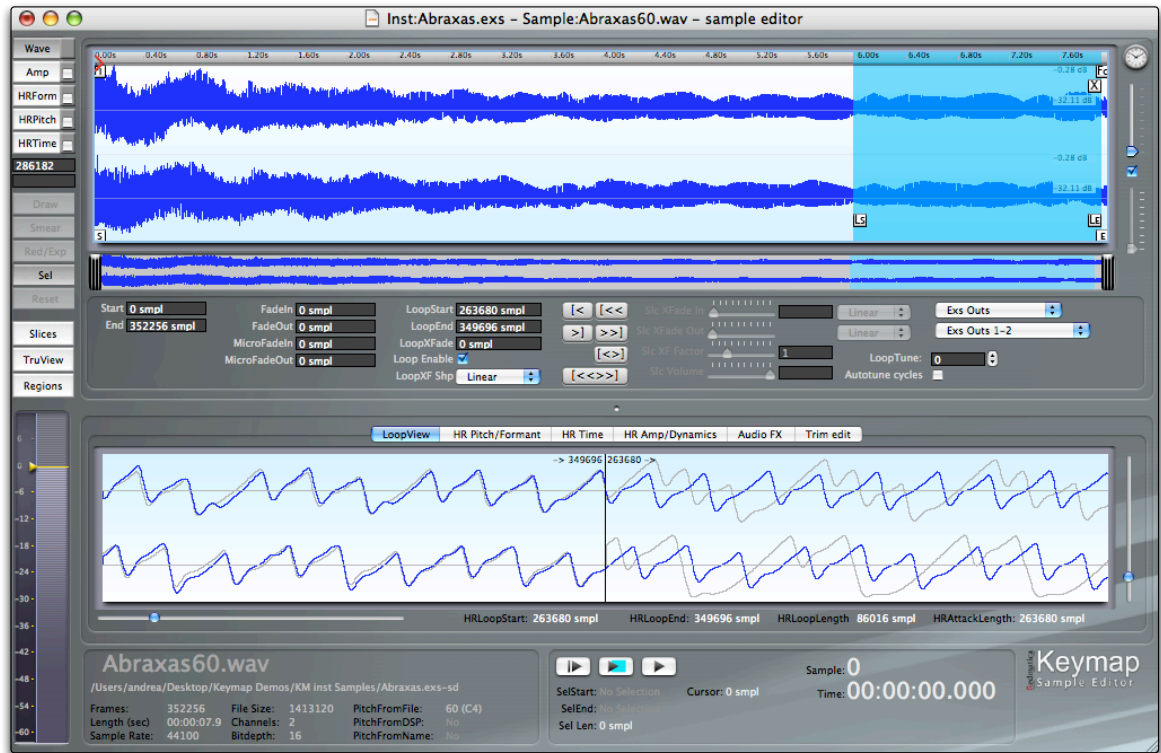 Inst:Abraxas.exs – Sample:Abraxas60.wav – sample editor
Wave
Amp
HRForm
HRPitch
HRTime
286182
Draw
Smear
Red/Exp
Sel
Reset
Slices
TruView
Regions
0.00s 0.40s 0.80s 1.20s 1.60s 2.00s 2.40s 2.80s 3.20s 3.60s 4.00s 4.40s 4.80s 5.20s 5.60s 6.00s 6.40s 6.80s 7.20s 7.60s
-0.28 dB
X
-32.11 dB
-0.28 dB
-32.11 dB
LS LE
S E
Start 0 smpl
End 352256 smpl
FadeIn 0 smpl
FadeOut 0 smpl
MicroFadeIn 0 smpl
MicroFadeOut 0 smpl
LoopStart 263680 smpl
LoopEnd 349696 smpl
LoopXFade 0 smpl
Loop Enable
LoopXF Shp Linear
[< [<<
>] >>]
[<>]
[<<>>]
Slc XFade In Linear
Slc XFade Out Linear
Slc XF Factor 1
Slc Volume
Exs Outs
Exs Outs 1-2
LoopTune: 0
Autotune cycles
LoopView HR Pitch/Formant HR Time HR Amp/Dynamics Audio FX Trim edit
-> 349696 263680 ->
6
0
-6
-12
-24
-30
-36
-42
-48
-54
-60
HRLoopStart: 263680 smpl HRLoopEnd: 349696 smpl HRLoopLength 86016 smpl HRAttackLength: 263680 smpl
Abraxas60.wav
/Users/andrea/Desktop/Keymap Demos/KM inst Samples/Abraxas.exs-sd
Frames: 352256 File Size: 1413120 PitchFromFile: 60 (C4)
Length (sec) 00:00:07.9 Channels: 2 PitchFromDSP: No
Sample Rate: 44100 Bitdepth: 16 PitchFromName: No
SelStart: No Selection Cursor: 0 smpl
SelEnd: No Selection
Sel Len: 0 smpl
Sample: 0
Time: 00:00:00.000
Redmatica
Keymap
Sample Editor